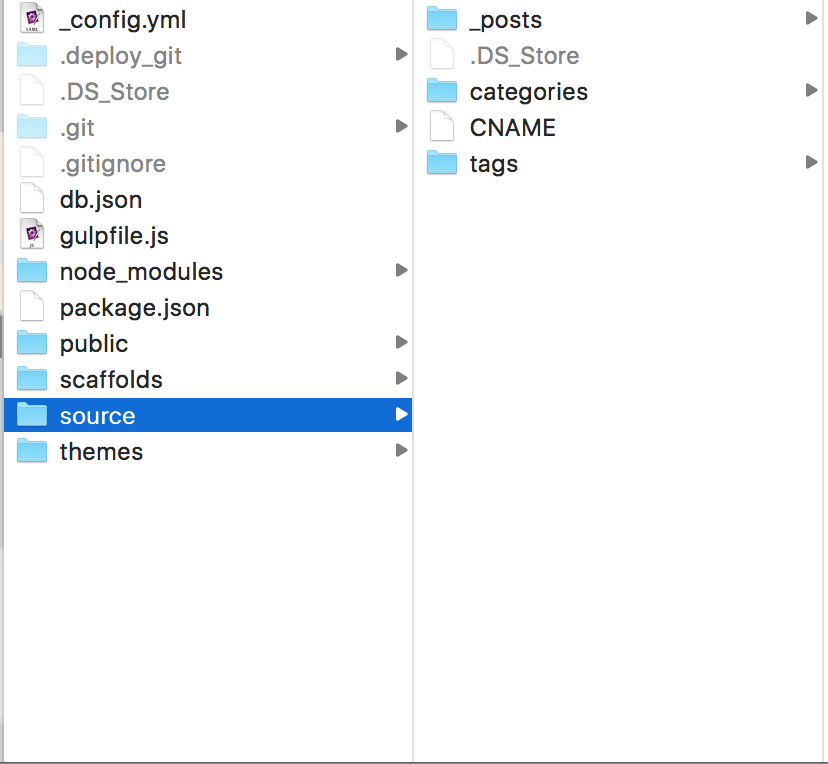 _config.yml
.deploy_git
.DS_Store
.git
.gitignore
db.json
gulpfile.js
node_modules
package.json
public
scaffolds
source
themes
_posts
.DS_Store
categories
CNAME
tags